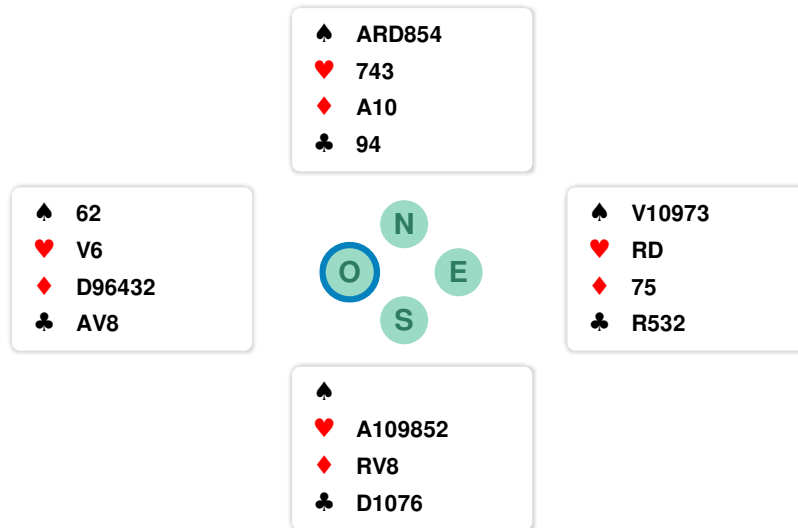 ♠ ARD854
♥ 743
♦ A10
♣ 94
♠ 62
♥ V6
♦ D96432
♣ AV8
N
O
E
S
♠ V10973
♥ RD
♦ 75
♣ R532
♠
♥ A109852
♦ RV8
♣ D1076